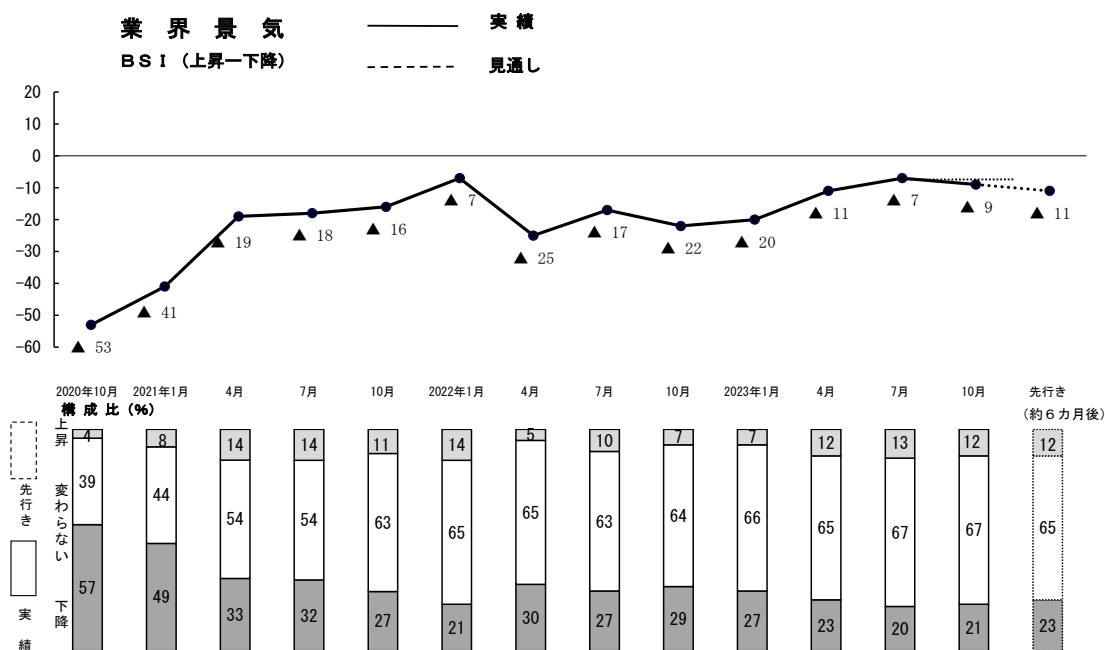 業 界 景 気
ＢＳＩ（上昇－下降）
実 績
見通し
20
10
0
-10
-20
-30
-40
-50
-60
▲ 53
▲ 41
▲ 19
▲ 18
▲ 16
▲ 7
▲ 25
▲ 17
▲ 22
▲ 20
▲ 11
▲ 7
▲ 9
▲ 11
2020年10月 2021年1月 4月 7月 10月 2022年1月 4月 7月 10月 2023年1月 4月 7月 10月 先行き
（約６カ月後）
構 成 比（%）
先行き
実 績
上昇
変わらない
下降
4 8 14 14 11 14 5 10 7 7 12 13 12 12
39 44 54 54 63 65 65 63 64 66 65 67 67 65
57 49 33 32 27 21 30 27 29 27 23 20 21 23